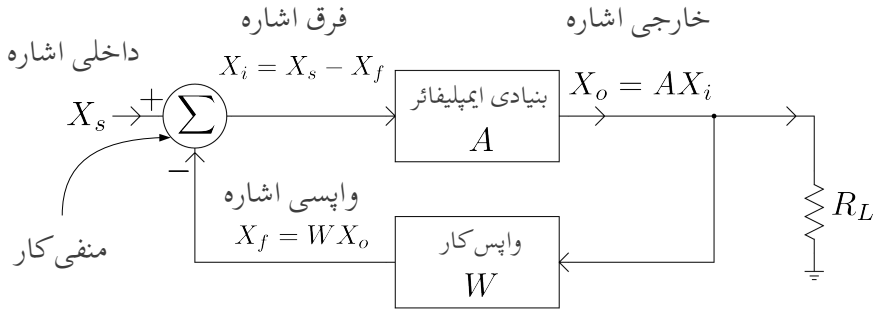 داخلی اشارہ
X_s
+
−
∑
منفی کار
فرق اشارہ
X_i = X_s − X_f
بنیادی ایمپلیفائر
A
خارجی اشارہ
X_o = AX_i
واپسی اشارہ
X_f = WX_o
واپس کار
W
R_L